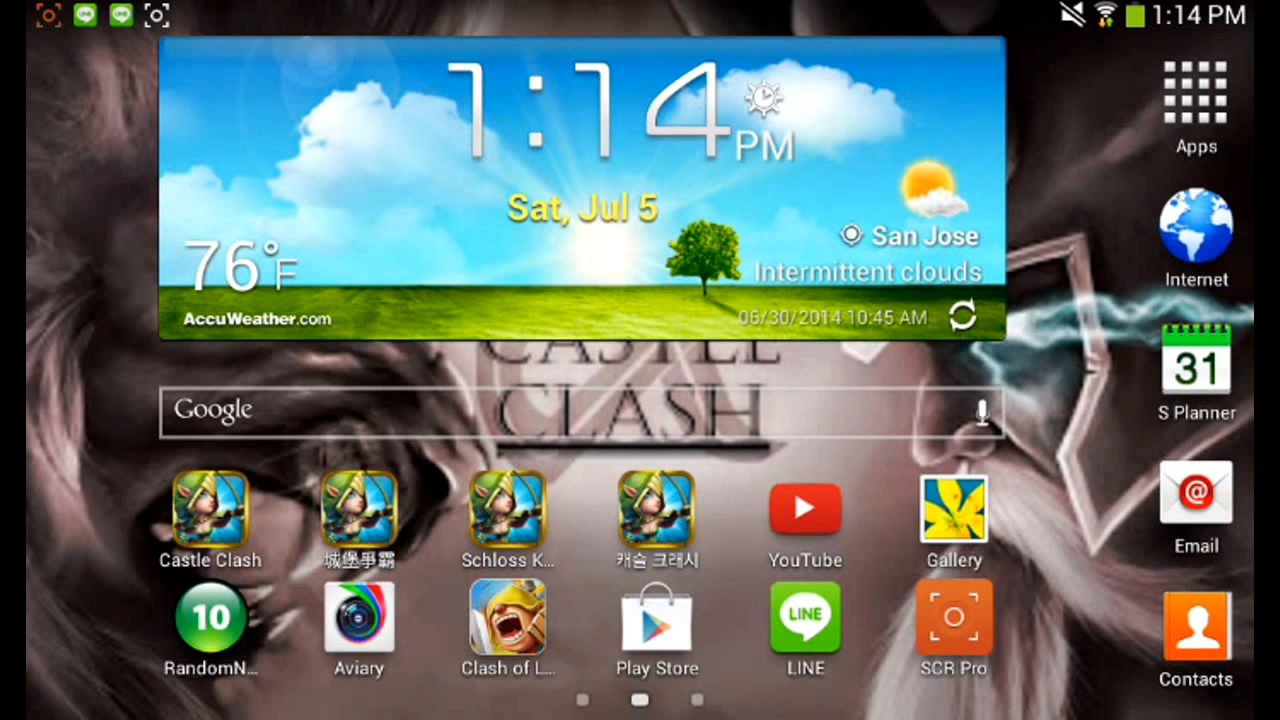 1:14 PM
1:14 PM
Sat, Jul 5
San Jose
76°F
Intermittent clouds
AccuWeather.com
06/30/2014 10:45 AM
CASTLE
CLASH
Google
Apps
Internet
31
S Planner
@
Email
Contacts
Castle Clash
城堡爭霸
Schloss K...
캐슬 크래시
YouTube
Gallery
10
LINE
RandomN...
Aviary
Clash of L...
Play Store
LINE
SCR Pro